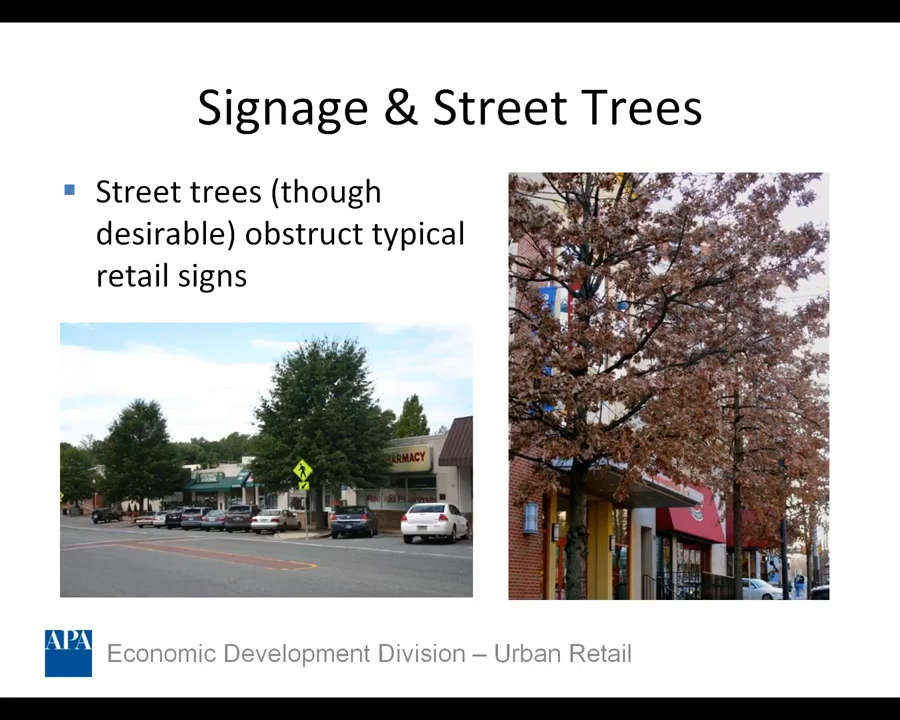 Signage & Street Trees
Street trees (though
desirable) obstruct typical
retail signs
ARMACY
APA
Economic Development Division – Urban Retail